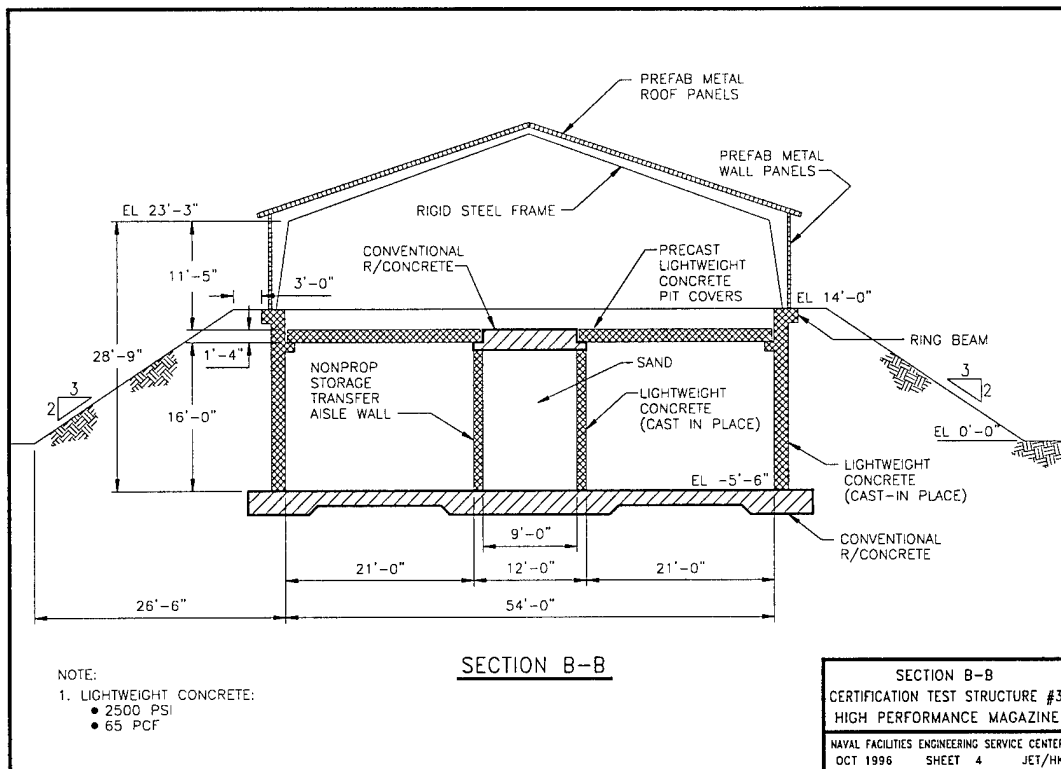 PREFAB METAL
ROOF PANELS
PREFAB METAL
WALL PANELS
EL 23'-3"
RIGID STEEL FRAME
CONVENTIONAL
R/CONCRETE
PRECAST
LIGHTWEIGHT
CONCRETE
PIT COVERS
11'-5"
3'-0"
EL 14'-0"
28'-9"
1'-4"
RING BEAM
NONPROP
STORAGE
TRANSFER
AISLE WALL
SAND
3
2
16'-0"
LIGHTWEIGHT
CONCRETE
(CAST IN PLACE)
3
2
EL 0'-0"
EL -5'-6"
LIGHTWEIGHT
CONCRETE
(CAST-IN PLACE)
9'-0"
CONVENTIONAL
R/CONCRETE
21'-0"
12'-0"
21'-0"
26'-6"
54'-0"
SECTION B-B
NOTE:
1. LIGHTWEIGHT CONCRETE:
● 2500 PSI
● 65 PCF
SECTION B-B
CERTIFICATION TEST STRUCTURE #3
HIGH PERFORMANCE MAGAZINE
NAVAL FACILITIES ENGINEERING SERVICE CENTER
OCT 1996 SHEET 4